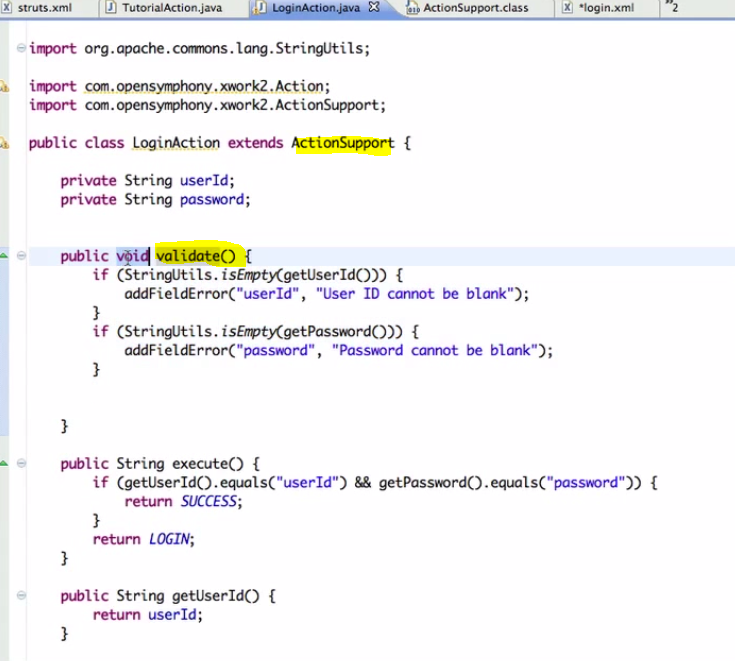 struts.xml TutorialAction.java LoginAction.java ActionSupport.class *login.xml »2
import org.apache.commons.lang.StringUtils;
import com.opensymphony.xwork2.Action;
import com.opensymphony.xwork2.ActionSupport;
public class LoginAction extends ActionSupport {
private String userId;
private String password;
public void validate() {
if (StringUtils.isEmpty(getUserId())) {
addFieldError("userId", "User ID cannot be blank");
}
if (StringUtils.isEmpty(getPassword())) {
addFieldError("password", "Password cannot be blank");
}
}
public String execute() {
if (getUserId().equals("userId") && getPassword().equals("password")) {
return SUCCESS;
}
return LOGIN;
}
public String getUserId() {
return userId;
}